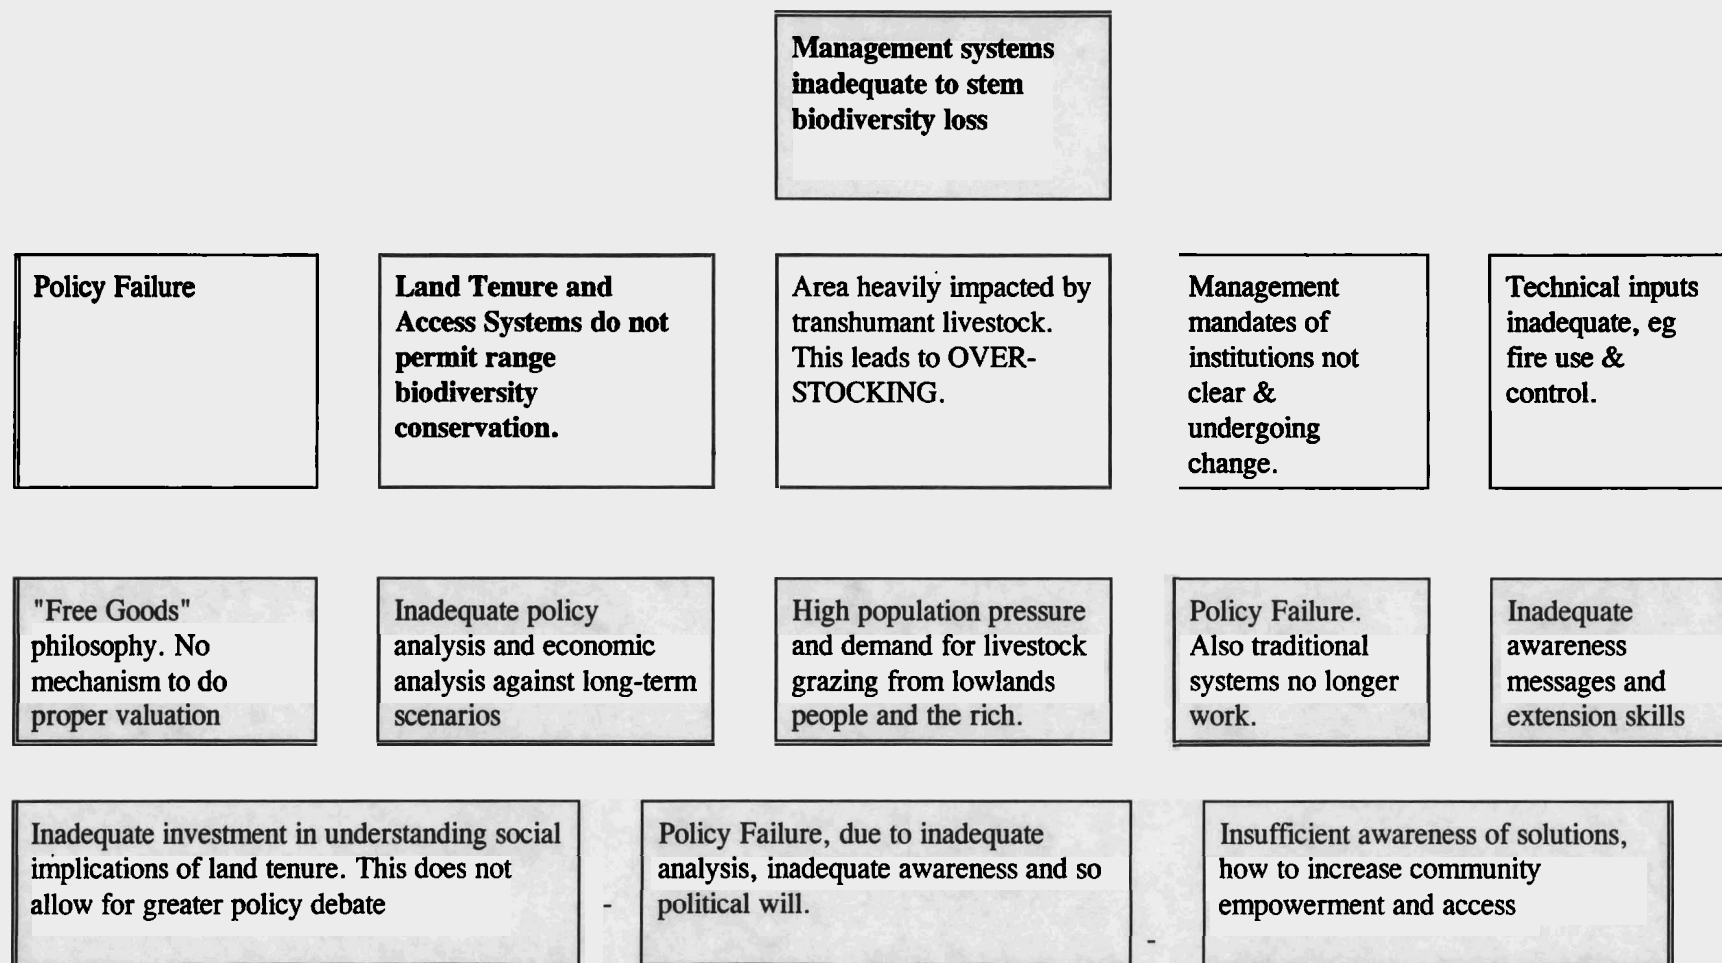 Management systems
inadequate to stem
biodiversity loss
Policy Failure
Land Tenure and
Access Systems do not
permit range
biodiversity
conservation.
Area heavily impacted by
transhumant livestock.
This leads to OVER-
STOCKING.
Management
mandates of
institutions not
clear &
undergoing
change.
Technical inputs
inadequate, eg
fire use &
control.
"Free Goods"
philosophy. No
mechanism to do
proper valuation
Inadequate policy
analysis and economic
analysis against long-term
scenarios
High population pressure
and demand for livestock
grazing from lowlands
people and the rich.
Policy Failure.
Also traditional
systems no longer
work.
Inadequate
awareness
messages and
extension skills
Inadequate investment in understanding social
implications of land tenure. This does not
allow for greater policy debate
-
Policy Failure, due to inadequate
analysis, inadequate awareness and so
political will.
-
Insufficient awareness of solutions,
how to increase community
empowerment and access